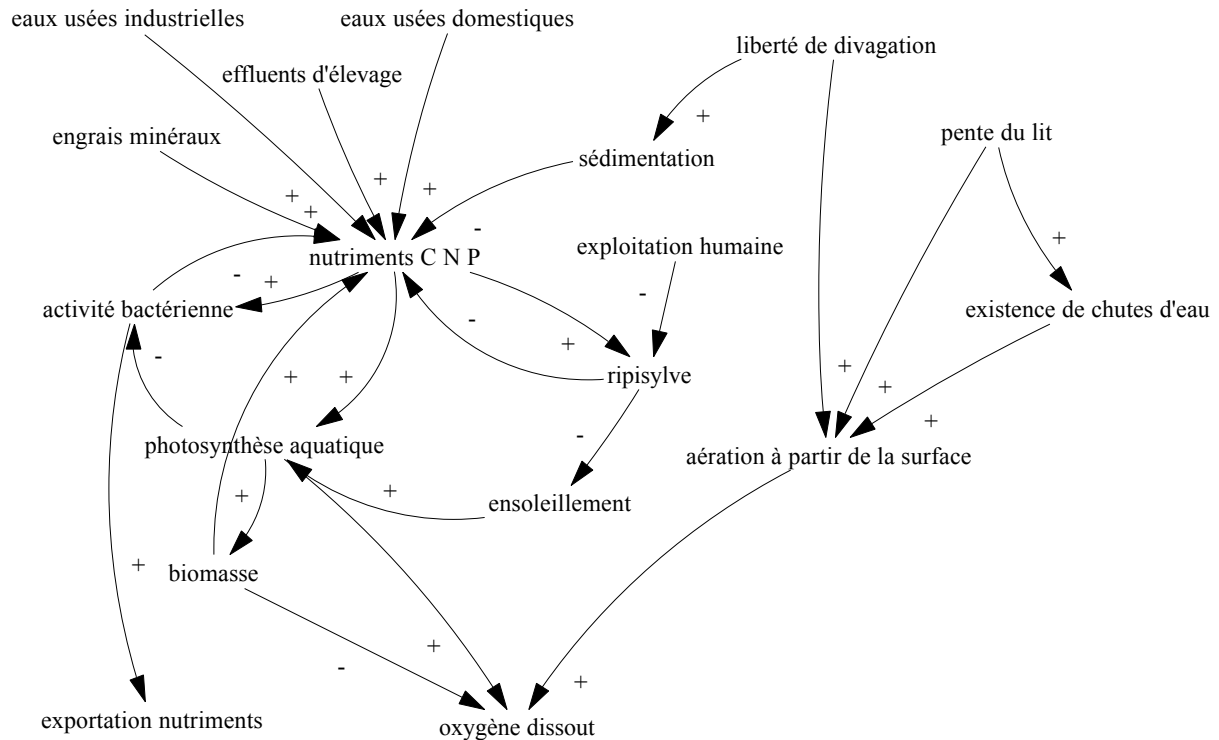 eaux usées industrielles
eaux usées domestiques
liberté de divagation
effluents d'élevage
engrais minéraux
pente du lit
+
sédimentation
+
+
+
+
-
+
exploitation humaine
nutriments C N P
-
+
-
activité bactérienne
existence de chutes d'eau
-
+
-
+
+
+
+
ripisylve
+
+
-
photosynthèse aquatique
aération à partir de la surface
+
+
ensoleillement
+
biomasse
+
-
+
exportation nutriments
oxygène dissout